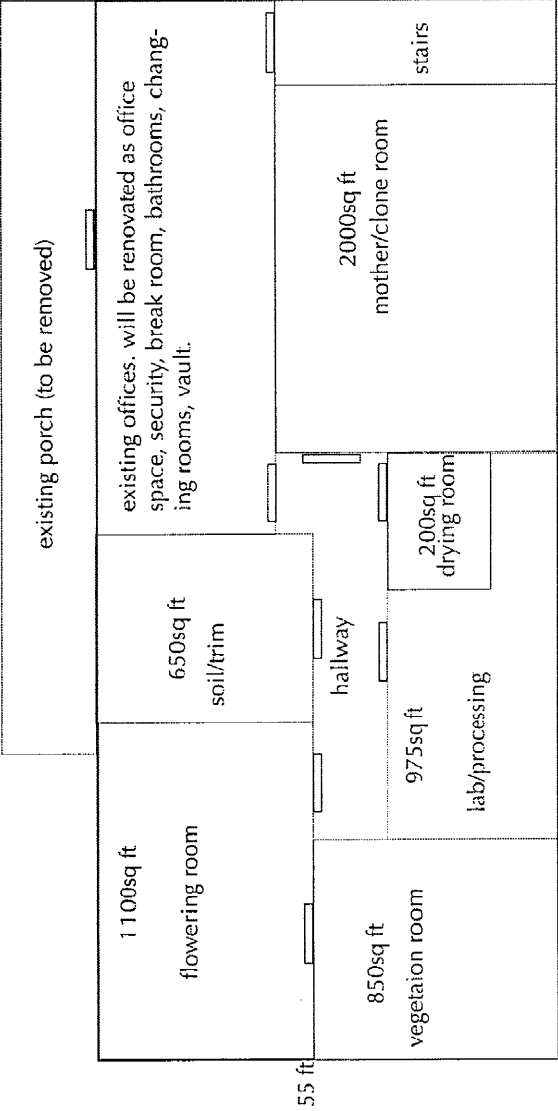 existing porch (to be removed)
existing offices. will be renovated as office
space, security, break room, bathrooms, chang-
ing rooms, vault.
stairs
2000sq ft
mother/clone room
650sq ft
soil/trim
200sq ft
drying room
hallway
1100sq ft
flowering room
975sq ft
lab/processing
850sq ft
vegetaion room
55 ft